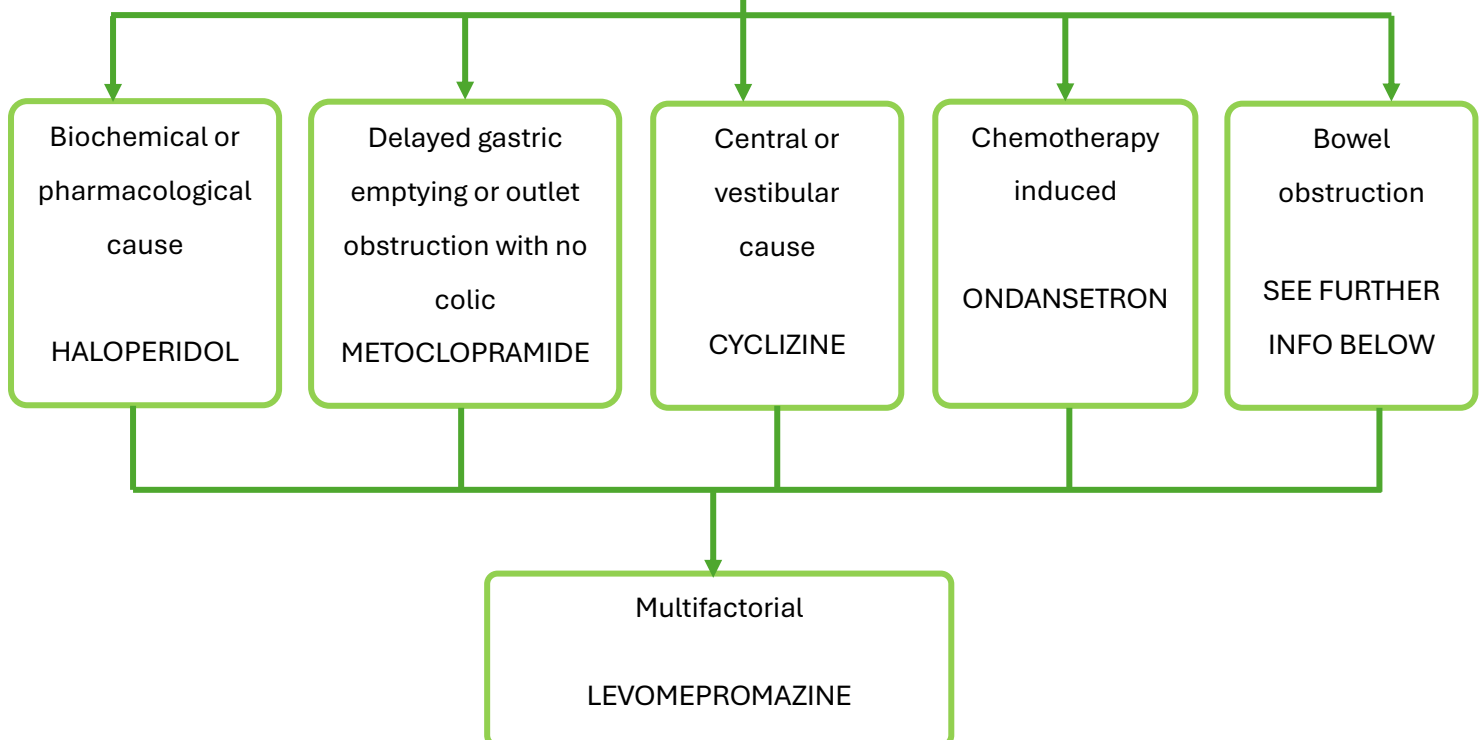 Biochemical or
pharmacological
cause
HALOPERIDOL
Delayed gastric
emptying or outlet
obstruction with no
colic
METOCLOPRAMIDE
Central or
vestibular
cause
CYCLIZINE
Chemotherapy
induced
ONDANSETRON
Bowel
obstruction
SEE FURTHER
INFO BELOW
Multifactorial
LEVOMEPROMAZINE